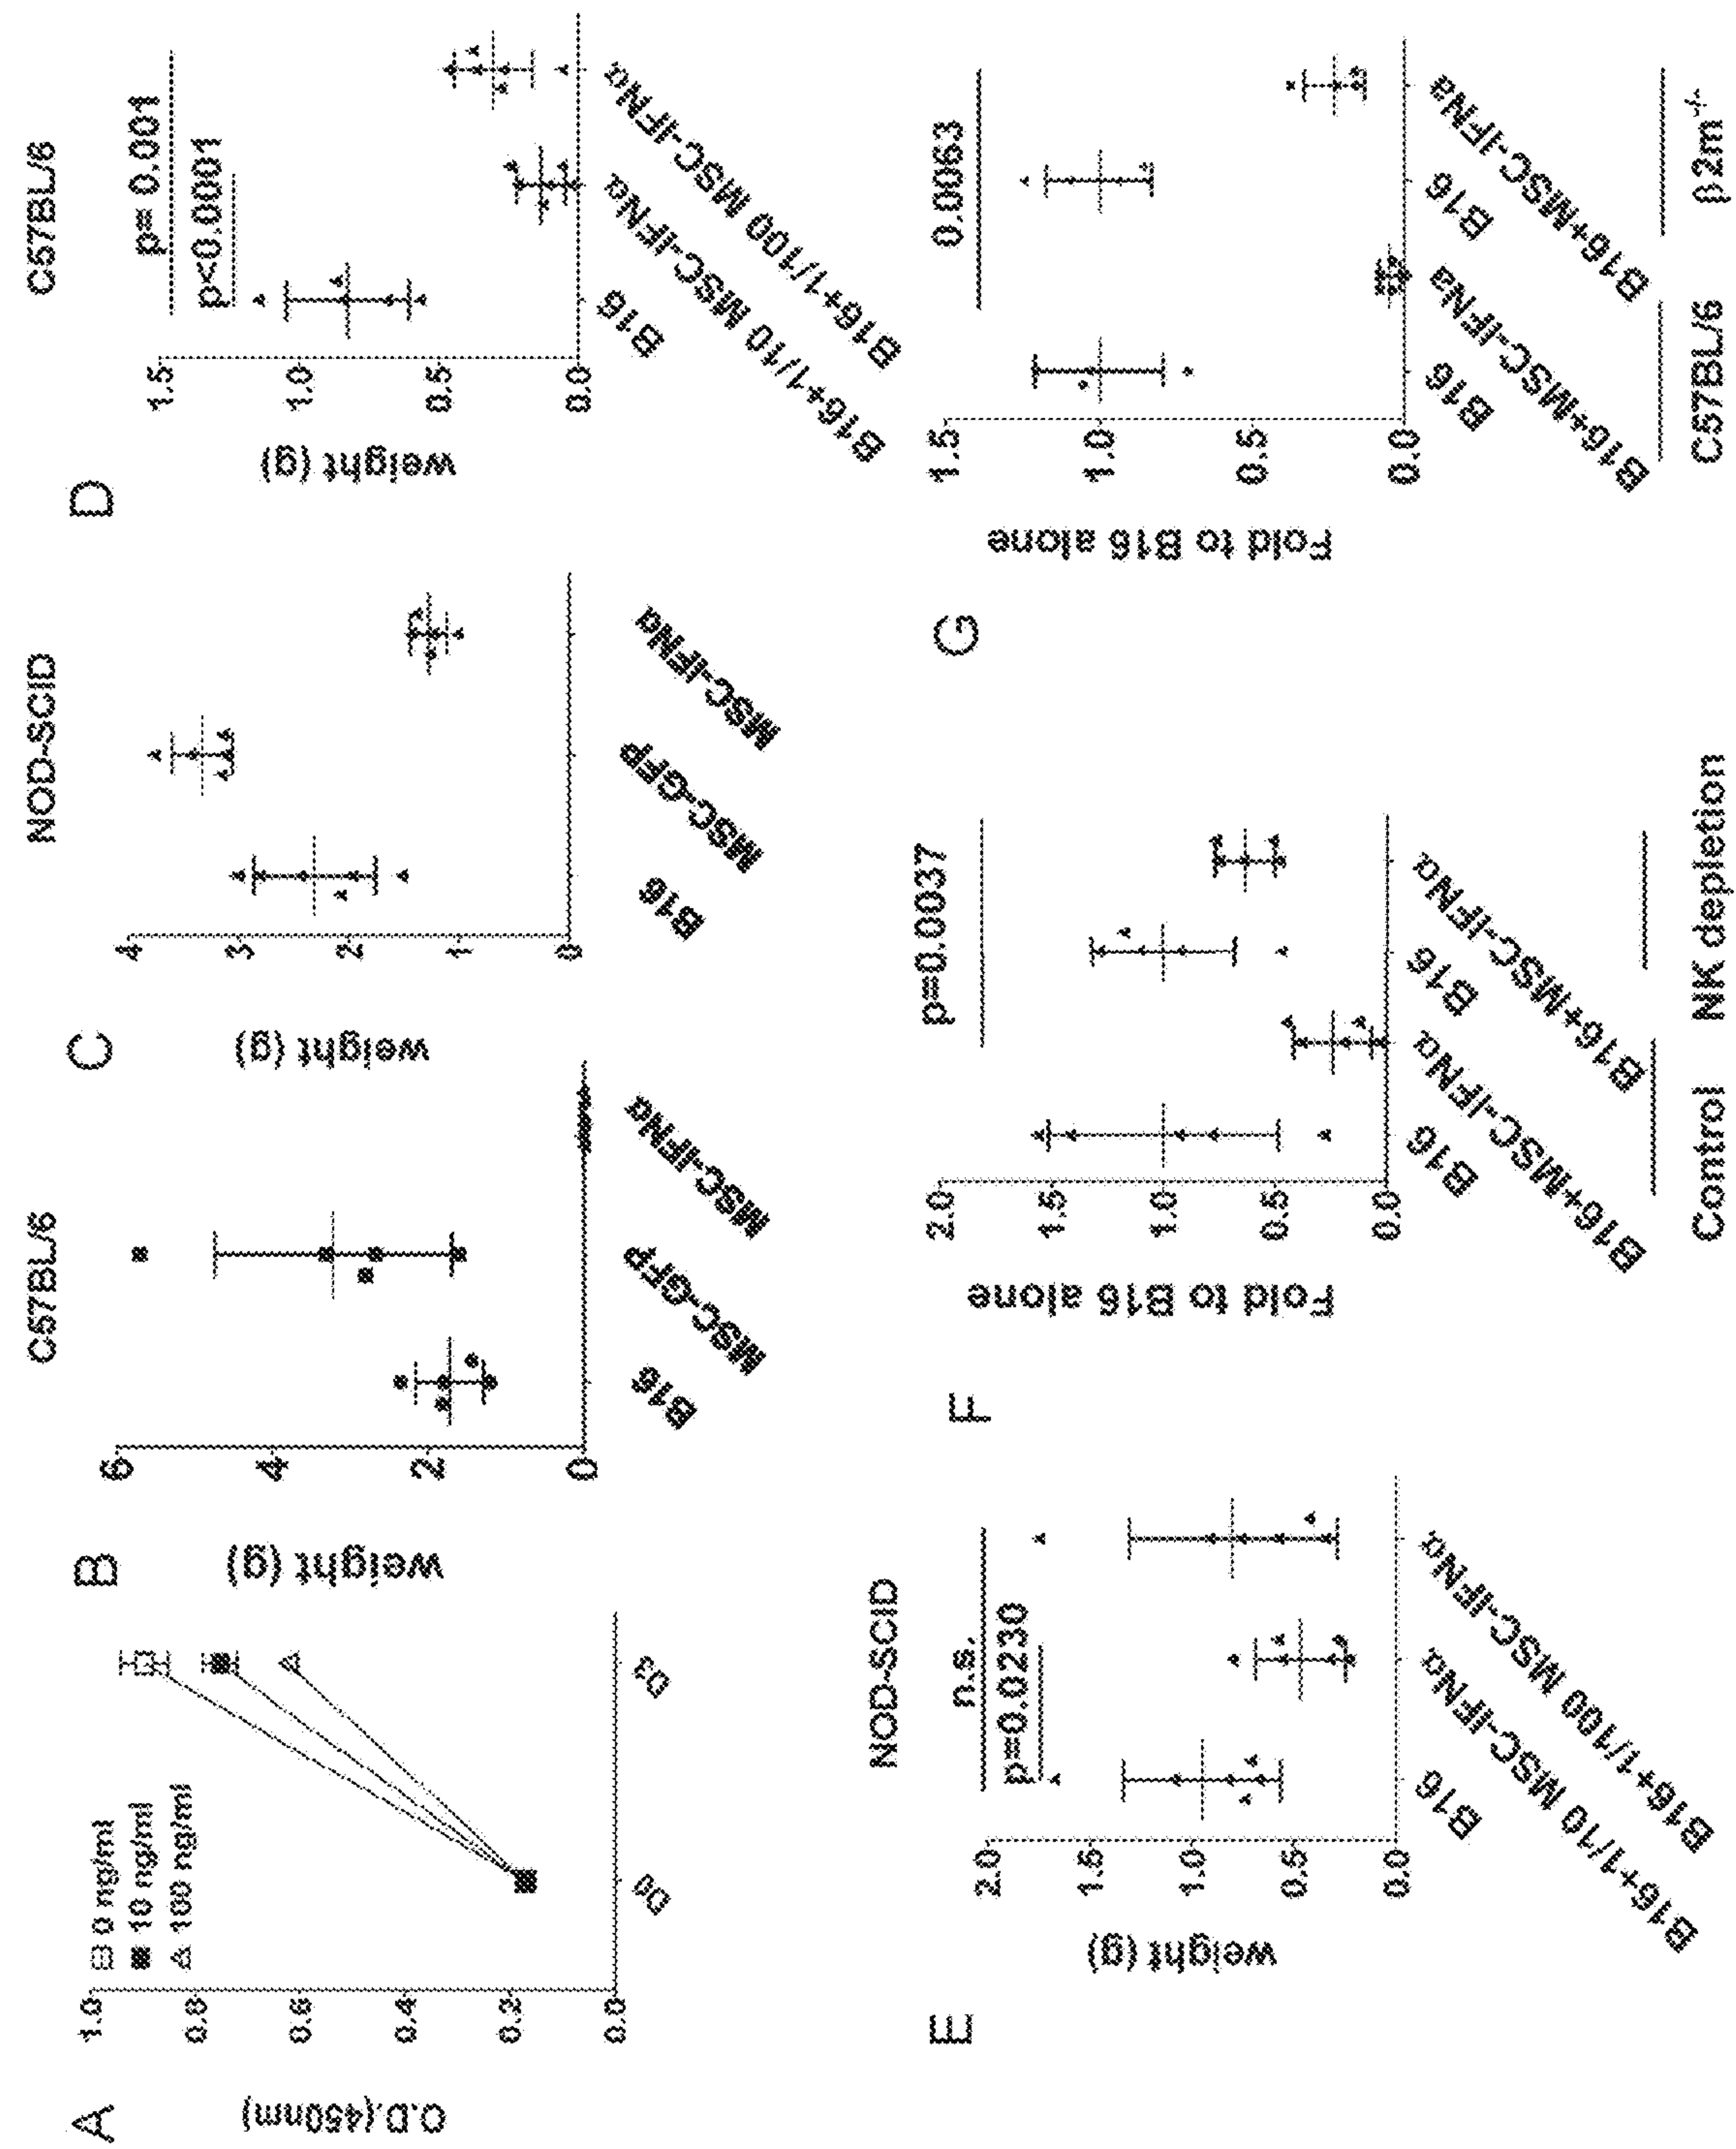 A
O.D.(450nm)
1.0
0.8
0.6
0.4
0.2
0.0
0 ng/ml
10 ng/ml
100 ng/ml
D0
D3
B
C57BL/6
weight (g)
6
4
2
0
B16
MSC-GFP
MSC-IFNα
C
NOD-SCID
weight (g)
4
3
2
1
0
B16
MSC-GFP
MSC-IFNα
D
C57BL/6
p= 0.001
p<0.0001
weight (g)
1.5
1.0
0.5
0.0
B16
B16+1/10 MSC-IFNα
B16+1/100 MSC-IFNα
E
NOD-SCID
n.s.
p=0.0230
weight (g)
2.0
1.5
1.0
0.5
0.0
B16
B16+1/10 MSC-IFNα
B16+1/100 MSC-IFNα
F
p=0.0037
Fold to B16 alone
2.0
1.5
1.0
0.5
0.0
B16
B16+MSC-IFNα
B16
B16+MSC-IFNα
Control
NK depletion
G
0.0063
Fold to B16 alone
1.5
1.0
0.5
0.0
B16
B16+MSC-IFNa
B16
B16+MSC-IFNa
C57BL/6
β2m-/-